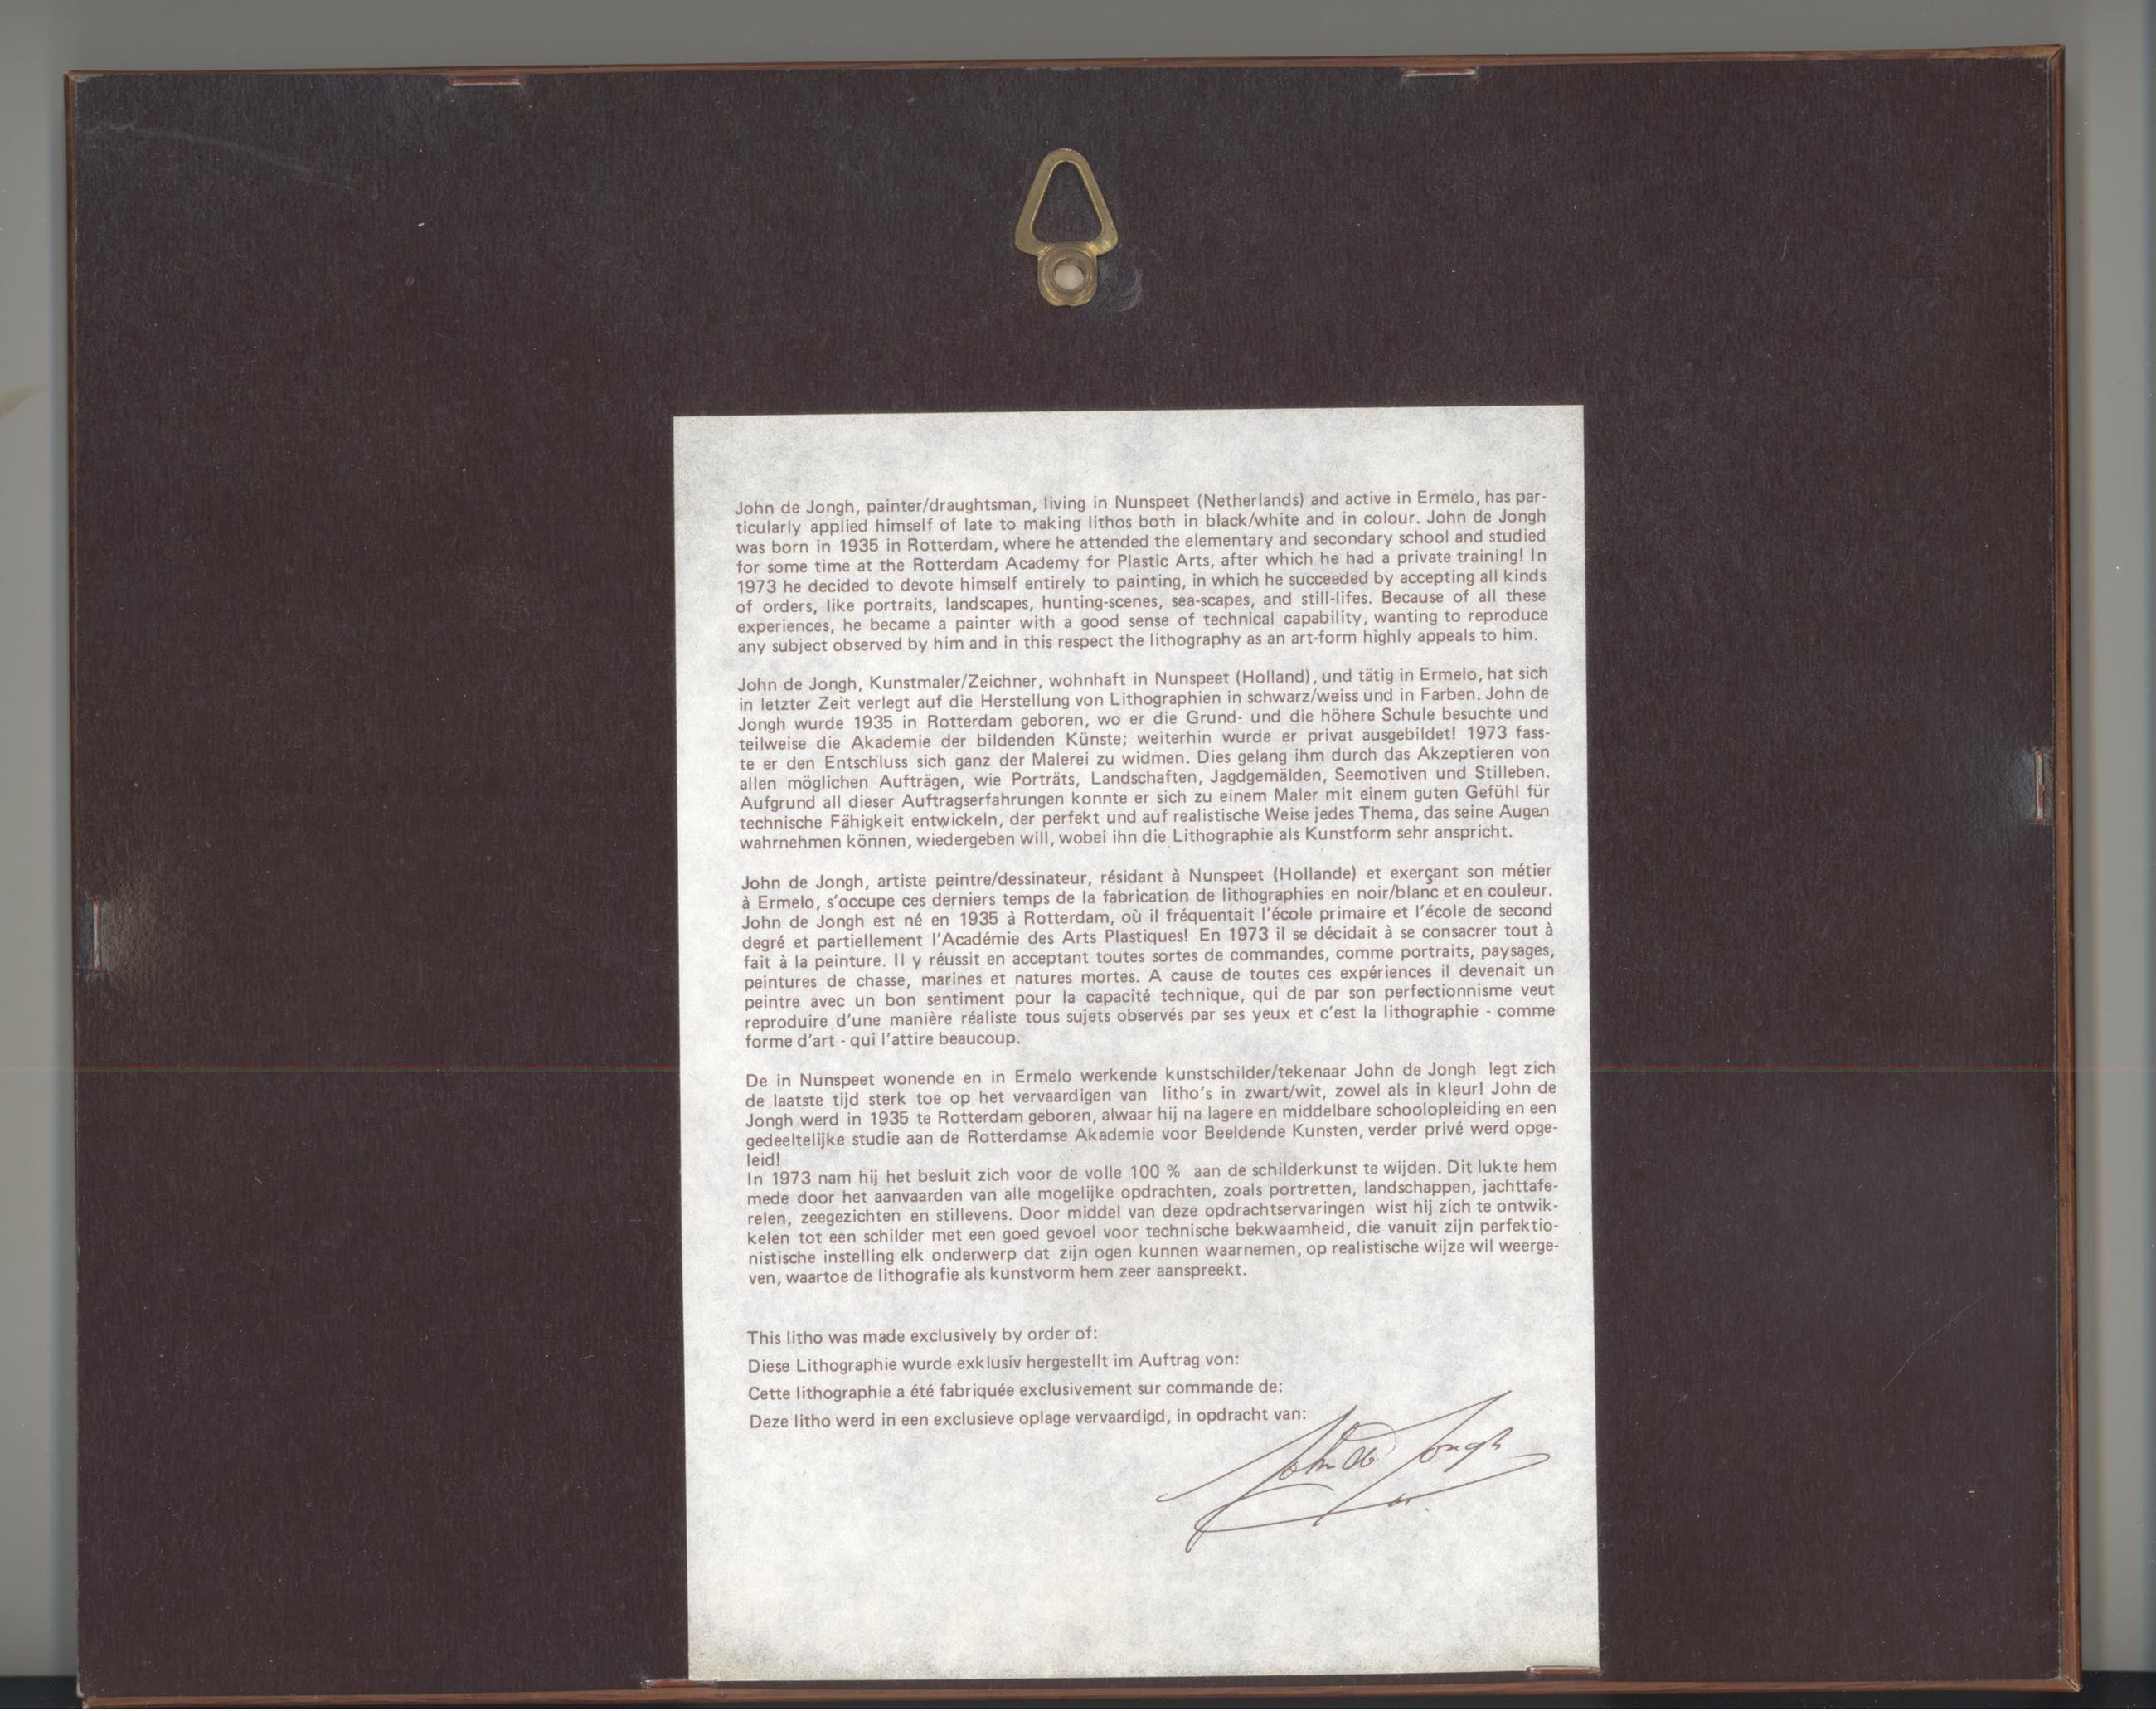 John de Jongh, painter/draughtsman, living in Nunspeet (Netherlands) and active in Ermelo, has par-
ticularly applied himself of late to making lithos both in black/white and in colour. John de Jongh
was born in 1935 in Rotterdam, where he attended the elementary and secondary school and studied
for some time at the Rotterdam Academy for Plastic Arts, after which he had a private training! In
1973 he decided to devote himself entirely to painting, in which he succeeded by accepting all kinds
of orders, like portraits, landscapes, hunting-scenes, sea-scapes, and still-lifes. Because of all these
experiences, he became a painter with a good sense of technical capability, wanting to reproduce
any subject observed by him and in this respect the lithography as an art-form highly appeals to him.
John de Jongh, Kunstmaler/Zeichner, wohnhaft in Nunspeet (Holland), und tätig in Ermelo, hat sich
in letzter Zeit verlegt auf die Herstellung von Lithographien in schwarz/weiss und in Farben. John de
Jongh wurde 1935 in Rotterdam geboren, wo er die Grund- und die höhere Schule besuchte und
teilweise die Akademie der bildenden Künste; weiterhin wurde er privat ausgebildet! 1973 fass-
te er den Entschluss sich ganz der Malerei zu widmen. Dies gelang ihm durch das Akzeptieren von
allen möglichen Aufträgen, wie Porträts, Landschaften, Jagdgemälden, Seemotiven und Stilleben.
Aufgrund all dieser Auftragserfahrungen konnte er sich zu einem Maler mit einem guten Gefühl für
technische Fähigkeit entwickeln, der perfekt und auf realistische Weise jedes Thema, das seine Augen
wahrnehmen können, wiedergeben will, wobei ihn die Lithographie als Kunstform sehr anspricht.
John de Jongh, artiste peintre/dessinateur, résidant à Nunspeet (Hollande) et exerçant son métier
à Ermelo, s'occupe ces derniers temps de la fabrication de lithographies en noir/blanc et en couleur.
John de Jongh est né en 1935 à Rotterdam, où il fréquentait l'école primaire et l'école de second
degré et partiellement l'Académie des Arts Plastiques! En 1973 il se décidait à se consacrer tout à
fait à la peinture. Il y réussit en acceptant toutes sortes de commandes, comme portraits, paysages,
peintures de chasse, marines et natures mortes. A cause de toutes ces expériences il devenait un
peintre avec un bon sentiment pour la capacité technique, qui de par son perfectionnisme veut
reproduire d'une manière réaliste tous sujets observés par ses yeux et c'est la lithographie - comme
forme d'art - qui l'attire beaucoup.
De in Nunspeet wonende en in Ermelo werkende kunstschilder/tekenaar John de Jongh legt zich
de laatste tijd sterk toe op het vervaardigen van litho's in zwart/wit, zowel als in kleur! John de
Jongh werd in 1935 te Rotterdam geboren, alwaar hij na lagere en middelbare schoolopleiding en een
gedeeltelijke studie aan de Rotterdamse Akademie voor Beeldende Kunsten, verder privé werd opge-
leid!
In 1973 nam hij het besluit zich voor de volle 100 % aan de schilderkunst te wijden. Dit lukte hem
mede door het aanvaarden van alle mogelijke opdrachten, zoals portretten, landschappen, jachttafe-
relen, zeegezichten en stillevens. Door middel van deze opdrachtservaringen wist hij zich te ontwik-
kelen tot een schilder met een goed gevoel voor technische bekwaamheid, die vanuit zijn perfektio-
nistische instelling elk onderwerp dat zijn ogen kunnen waarnemen, op realistische wijze wil weerge-
ven, waartoe de lithografie als kunstvorm hem zeer aanspreekt.
This litho was made exclusively by order of:
Diese Lithographie wurde exklusiv hergestellt im Auftrag von:
Cette lithographie a été fabriquée exclusivement sur commande de:
Deze litho werd in een exclusieve oplage vervaardigd, in opdracht van:
John de Jongh